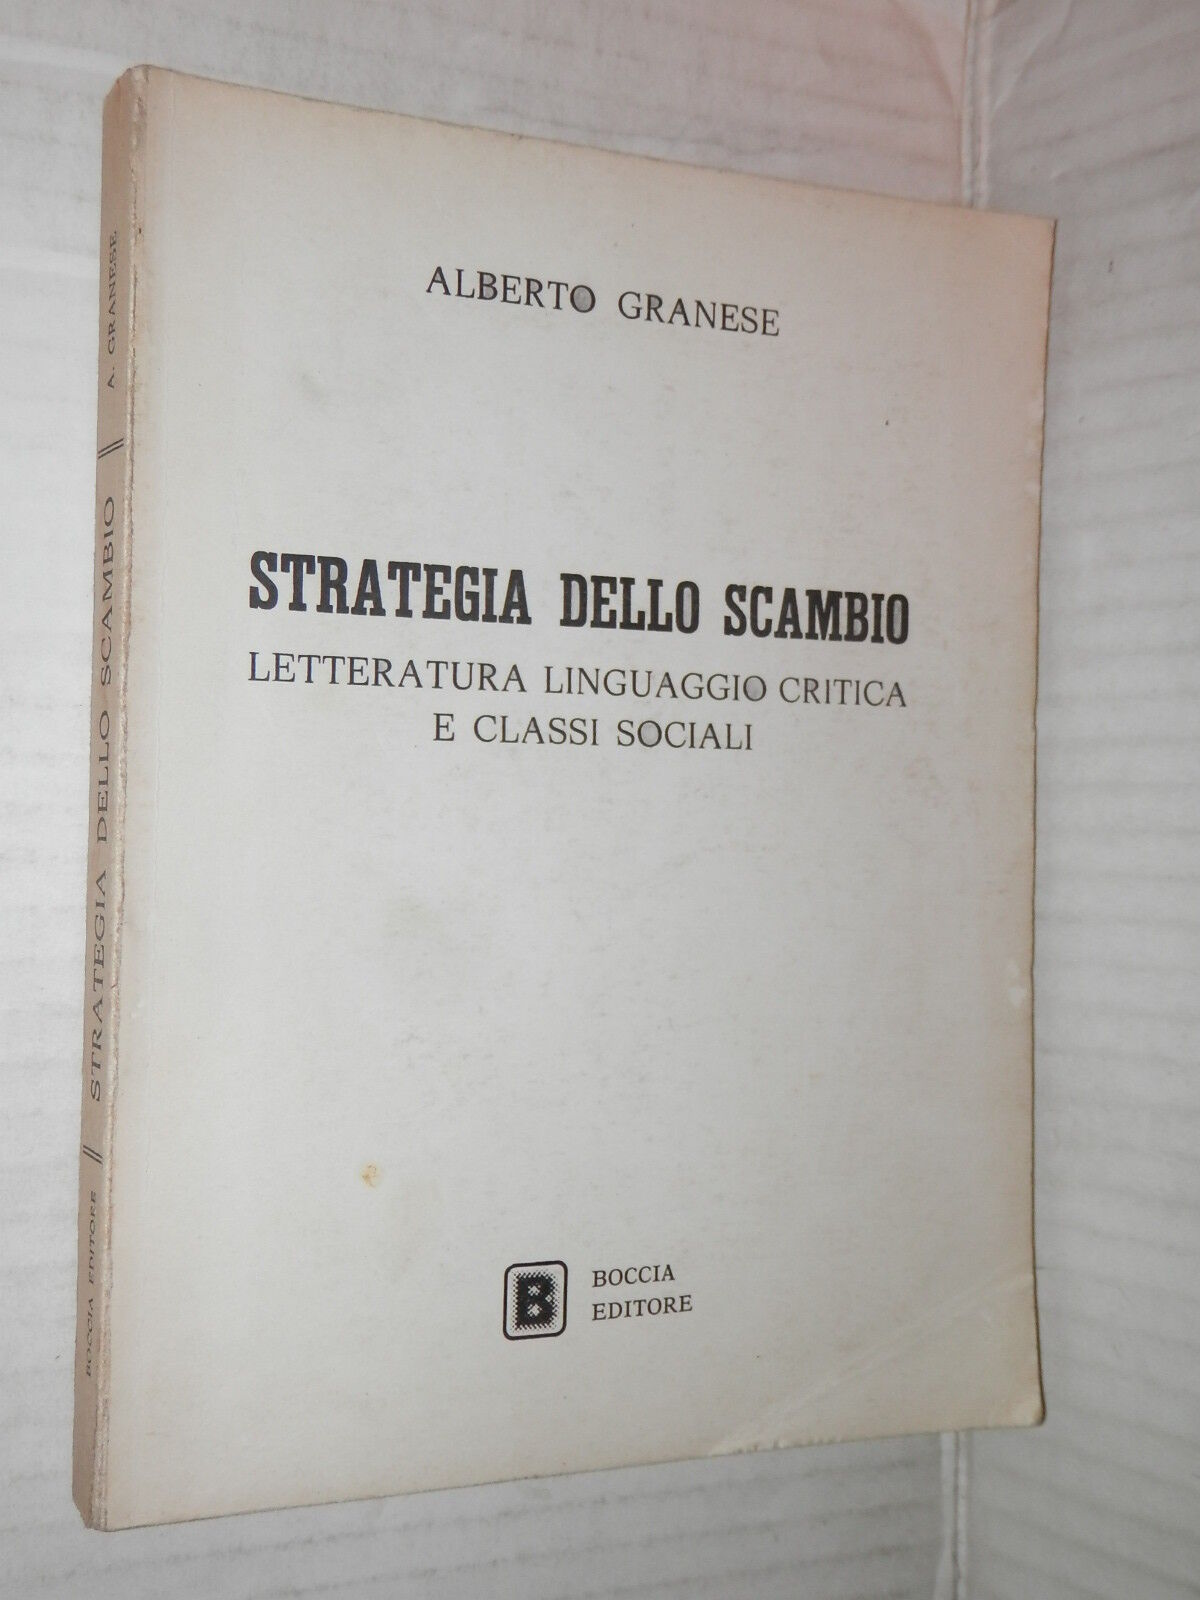 ALBERTO GRANESE
STRATEGIA DELLO SCAMBIO
LETTERATURA LINGUAGGIO CRITICA
E CLASSI SOCIALI
B
BOCCIA
EDITORE
BOCCIA EDITORE // STRATEGIA DELLO SCAMBIO // A. GRANESE